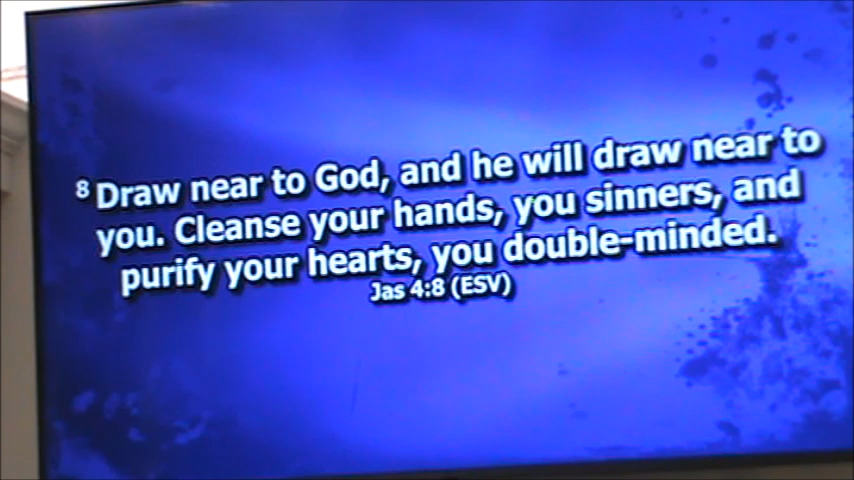 8 Draw near to God, and he will draw near to
you. Cleanse your hands, you sinners, and
purify your hearts, you double-minded.
Jas 4:8 (ESV)